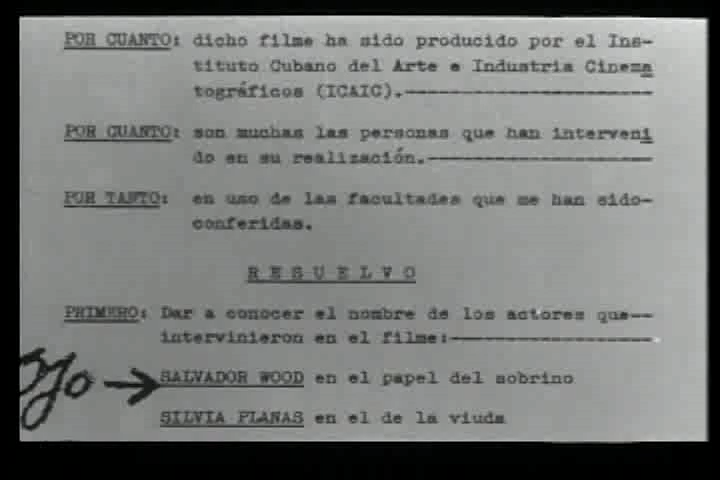 POR CUANTO: dicho filme ha sido producido por el Ins-
tituto Cubano del Arte e Industria Cinema
tográficos (ICAIC).
POR CUANTO: son muchas las personas que han interveni
do en su realización.
POR TANTO: en uso de las facultades que me han sido
conferidas.
R E S U E L V O
PRIMERO: Dar a conocer el nombre de los actores que
intervinieron en el filme:
Ojo → SALVADOR WOOD en el papel del sobrino
SILVIA PLANAS en el de la viuda